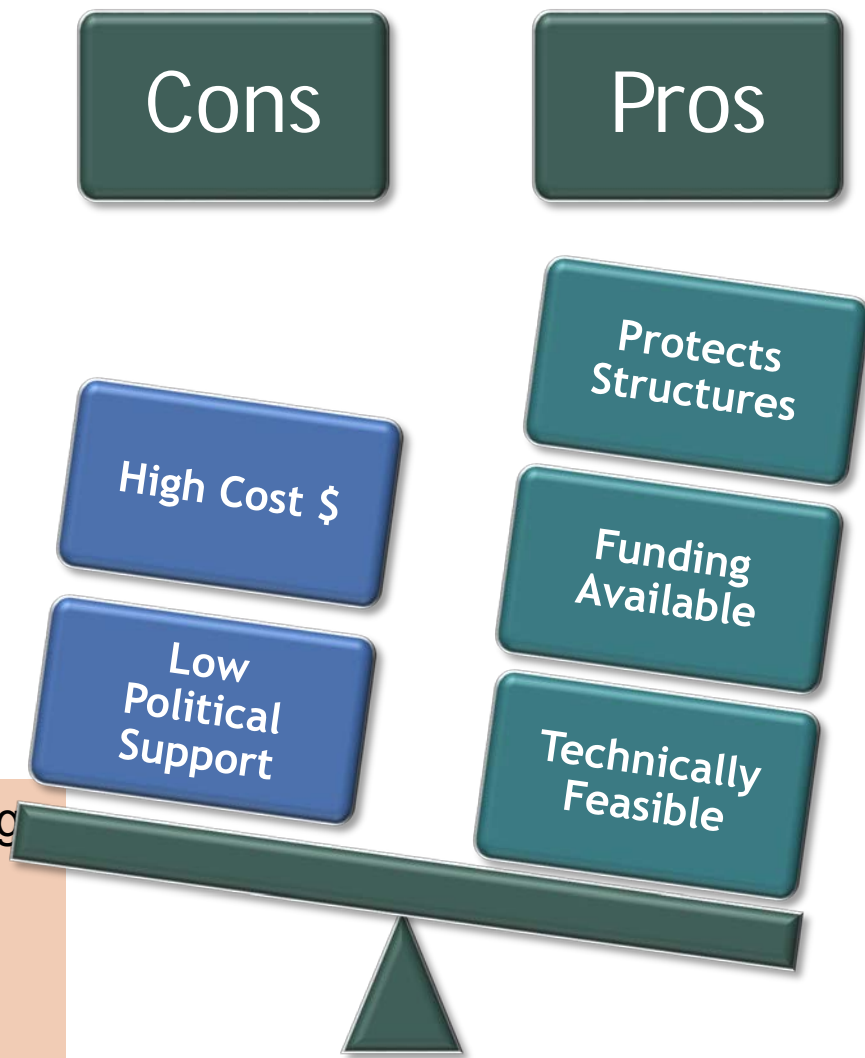 Cons
Pros
High Cost $
Low
Political
Support
Protects
Structures
Funding
Available
Technically
Feasible
g